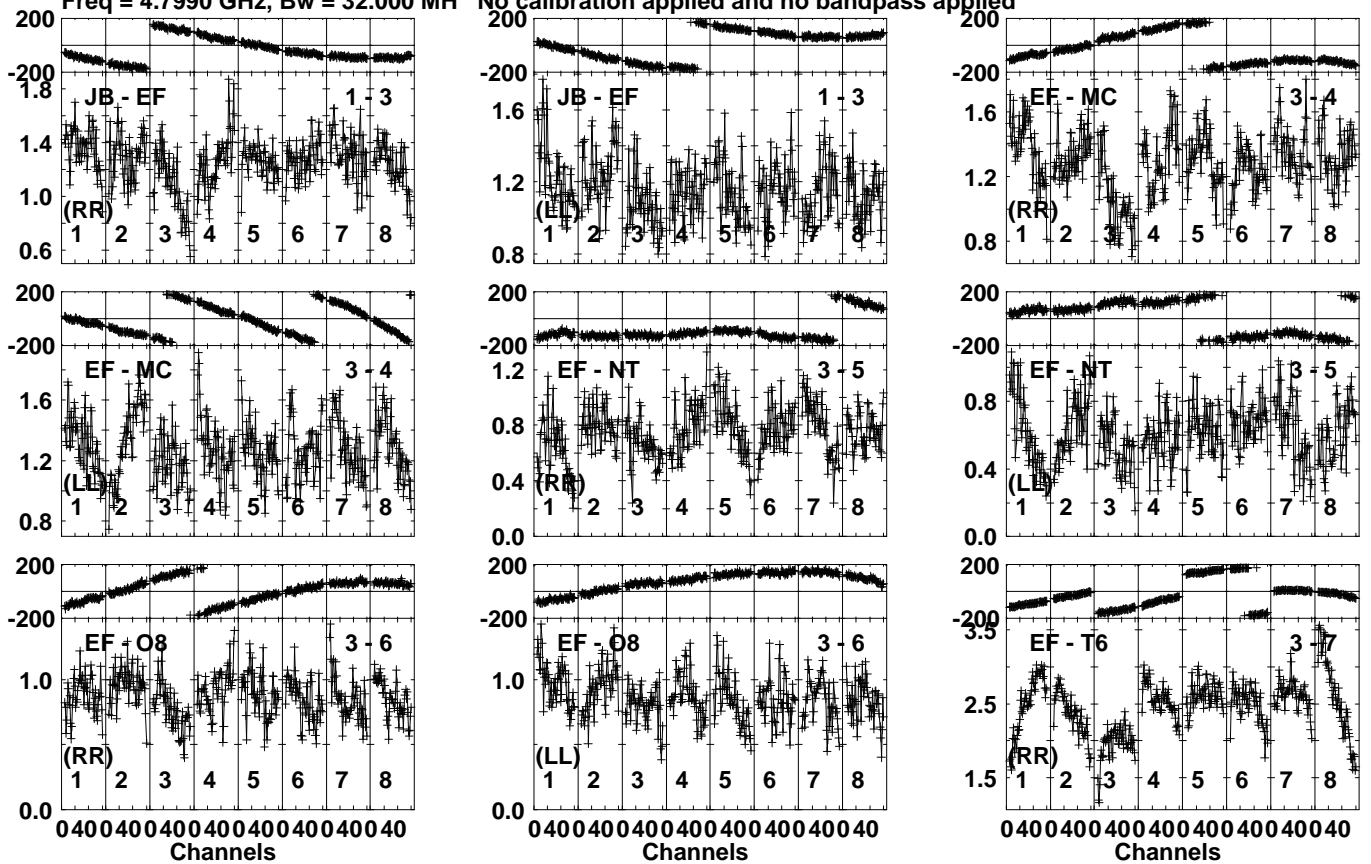 Freq = 4.7990 GHz, Bw = 32.000 MH No calibration applied and no bandpass applied
200 200 200
-200 -200 -200
JB - EF 1 - 3 JB - EF 1 - 3 EF - MC 3 - 4
1.8 1.4 1.0 0.6
1.6 1.2 0.8
1.6 1.2 0.8
(RR) (LL) (RR)
1 2 3 4 5 6 7 8 1 2 3 4 5 6 7 8 1 2 3 4 5 6 7 8
200 200 200
-200 -200 -200
EF - MC 3 - 4 EF - NT 3 - 5 EF - NT 3 - 5
1.6 1.2 0.8
1.2 0.8 0.4 0.0
0.8 0.4 0.0
(LL) (RR) (LL)
1 2 3 4 5 6 7 8 1 2 3 4 5 6 7 8 1 2 3 4 5 6 7 8
200 200 200
-200 -200 -200
EF - O8 3 - 6 EF - O8 3 - 6 EF - T6 3 - 7
1.0 0.0
1.0 0.0
3.5 2.5 1.5
(RR) (LL) (RR)
1 2 3 4 5 6 7 8 1 2 3 4 5 6 7 8 1 2 3 4 5 6 7 8
0 40 0 40 0 40 0 40 0 40 0 40 0 40 0 40 0 40 0 40 0 40 0 40 0 40 0 40 0 40 0 40 0 40 0 40 0 40 0 40 0 40 0 40 0 40 0 40
Channels Channels Channels